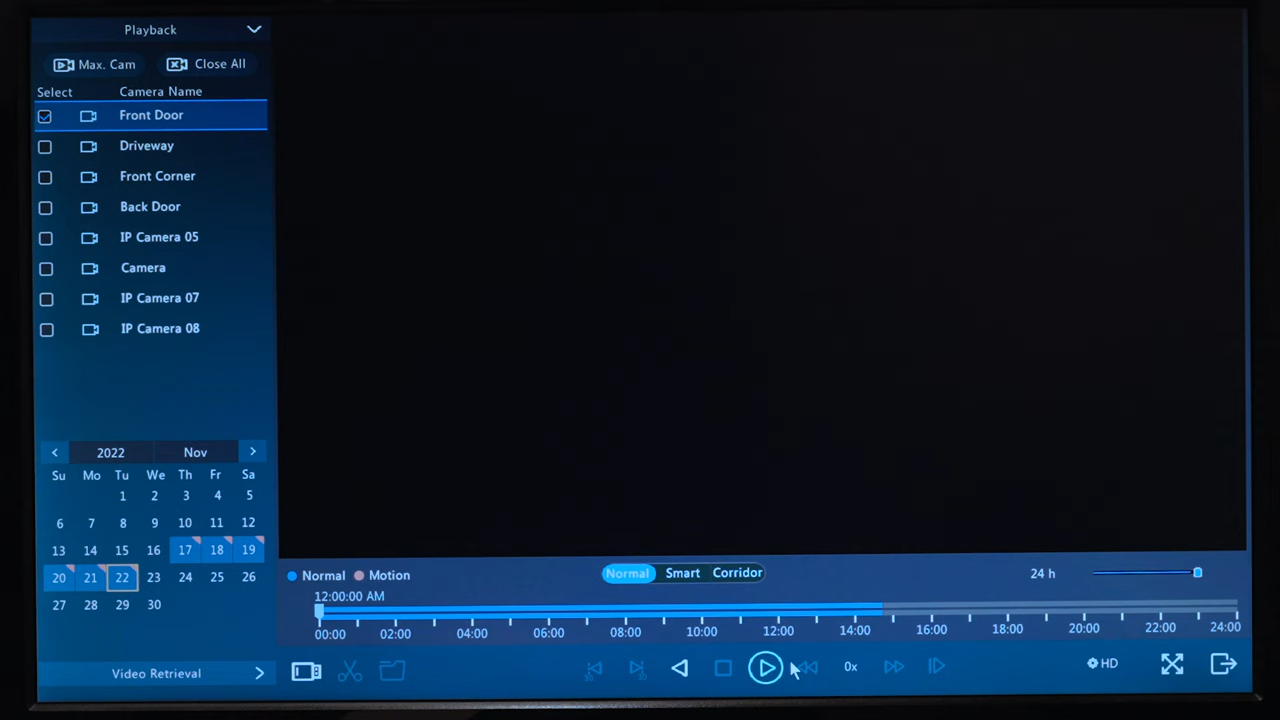 Playback
Max. Cam Close All
Select Camera Name
Front Door
Driveway
Front Corner
Back Door
IP Camera 05
Camera
IP Camera 07
IP Camera 08
< 2022 Nov >
Su Mo Tu We Th Fr Sa
1 2 3 4 5
6 7 8 9 10 11 12
13 14 15 16 17 18 19
20 21 22 23 24 25 26
27 28 29 30
Video Retrieval >
Normal Motion Normal Smart Corridor 24 h
12:00:00 AM
00:00 02:00 04:00 06:00 08:00 10:00 12:00 14:00 16:00 18:00 20:00 22:00 24:00
0x HD